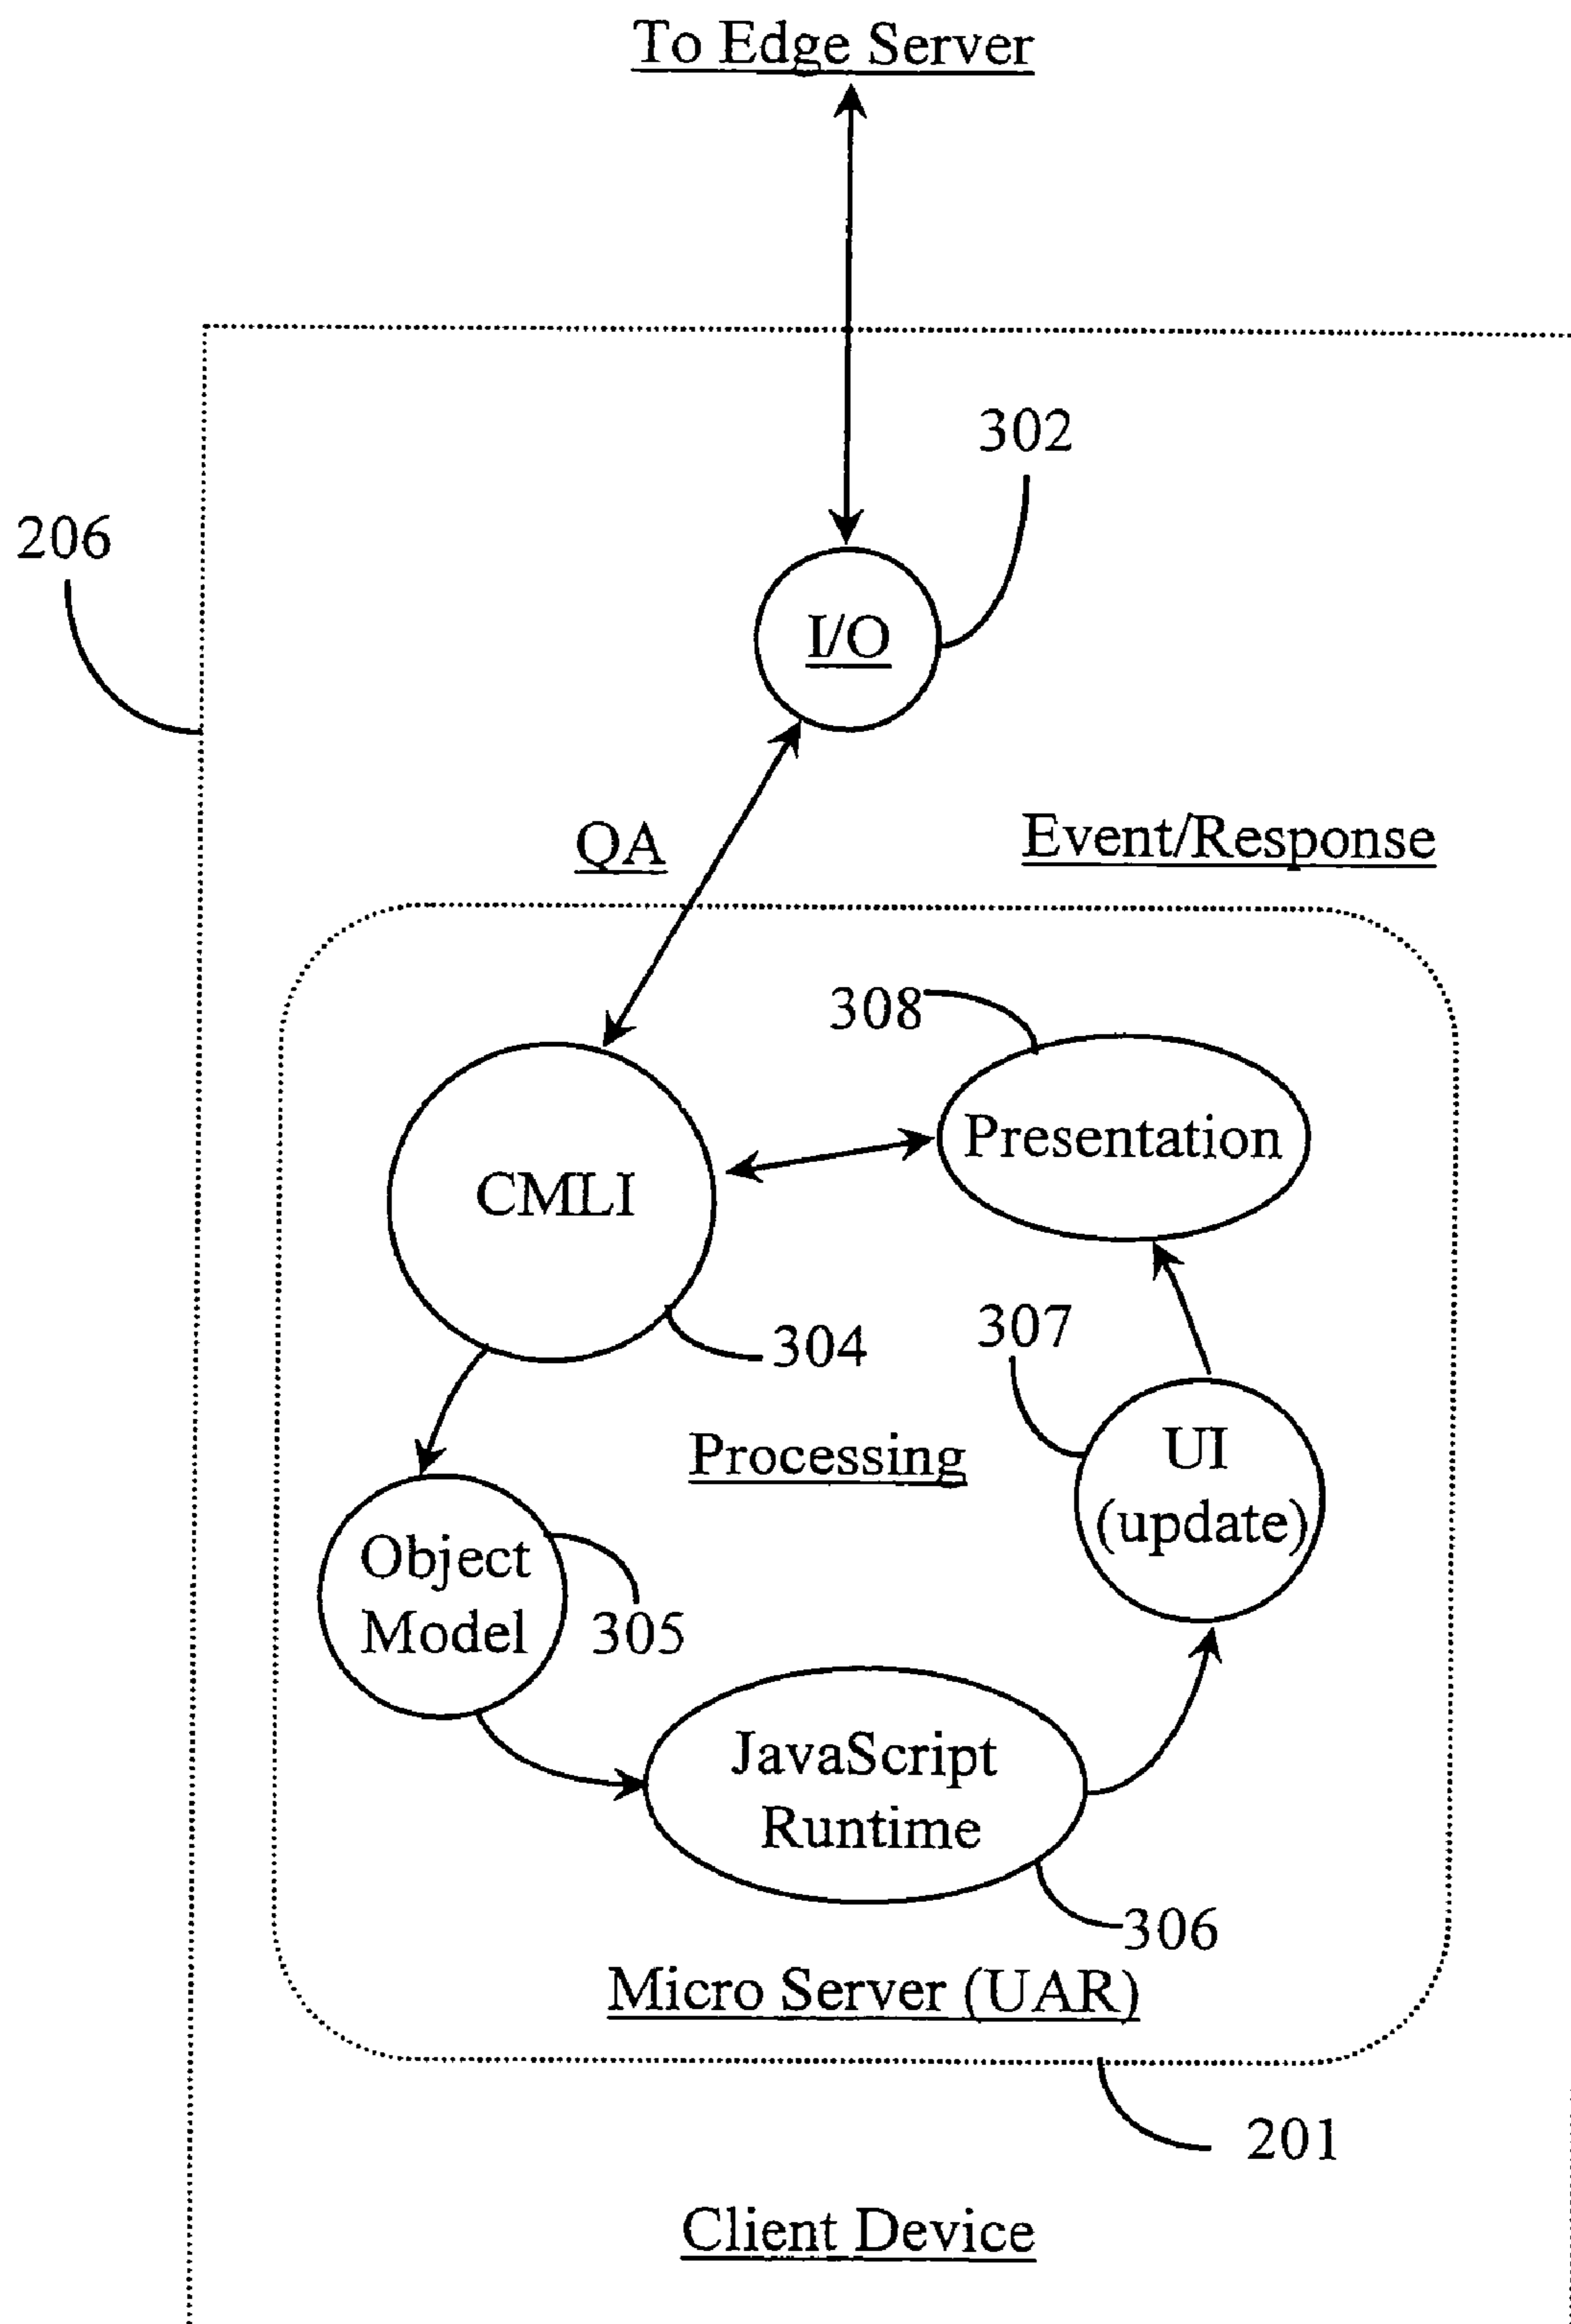 To Edge Server
302
206
I/O
QA
Event/Response
308
Presentation
CMLI
304
307
UI
(update)
Processing
Object
Model
305
JavaScript
Runtime
306
Micro Server (UAR)
201
Client Device